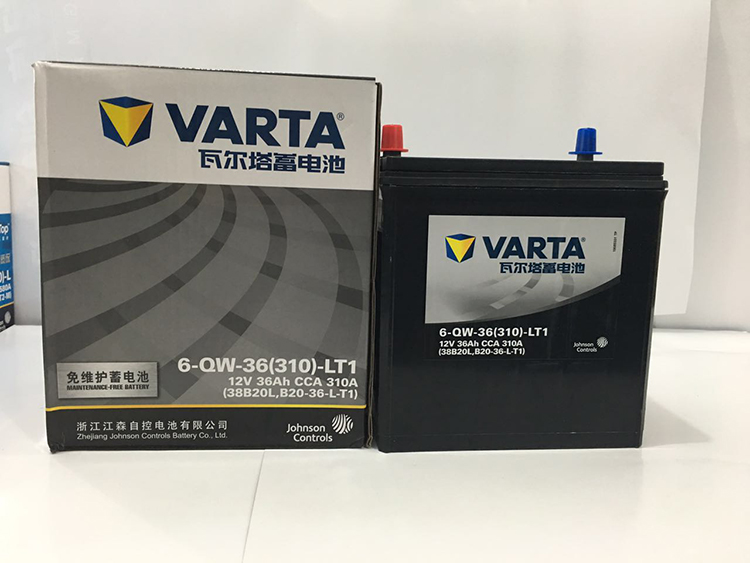 VARTA®
瓦尔塔蓄电池
6-QW-36(310)-LT1
12V 36Ah CCA 310A
(38B20L,B20-36-L-T1)
免维护蓄电池
MAINTENANCE-FREE BATTERY
浙江江森自控电池有限公司
Zhejiang Johnson Controls Battery Co., Ltd.
Johnson
Controls
VARTA®
瓦尔塔蓄电池
6-QW-36(310)-LT1
12V 36Ah CCA 310A
(38B20L,B20-36-L-T1)
Johnson
Controls
Top
)-L
580A